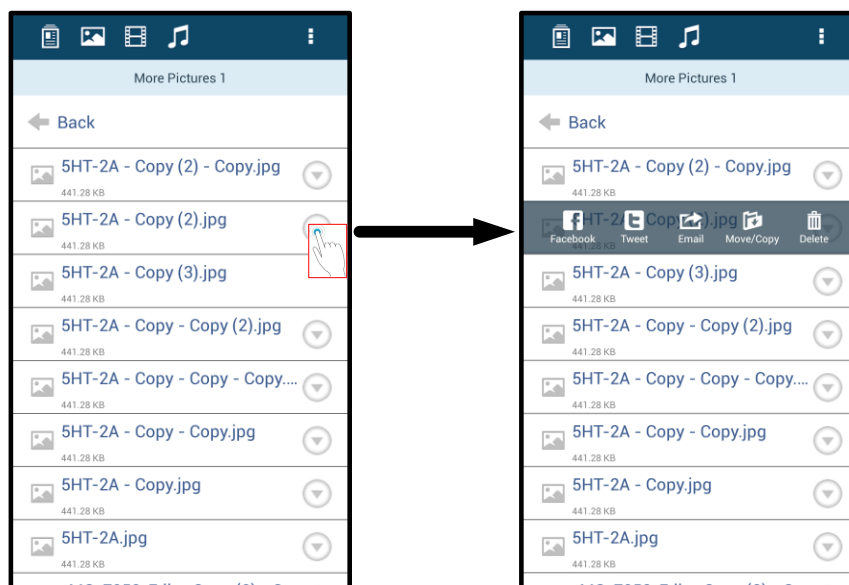 More Pictures 1
Back
5HT-2A - Copy (2) - Copy.jpg
441.28 KB
5HT-2A - Copy (2).jpg
441.28 KB
5HT-2A - Copy (3).jpg
441.28 KB
5HT-2A - Copy - Copy (2).jpg
441.28 KB
5HT-2A - Copy - Copy - Copy....
441.28 KB
5HT-2A - Copy - Copy.jpg
441.28 KB
5HT-2A - Copy.jpg
441.28 KB
5HT-2A.jpg
441.28 KB
More Pictures 1
Back
5HT-2A - Copy (2) - Copy.jpg
Facebook Tweet Email Move/Copy Delete
5HT-2A - Copy (3).jpg
441.28 KB
5HT-2A - Copy - Copy (2).jpg
441.28 KB
5HT-2A - Copy - Copy - Copy....
441.28 KB
5HT-2A - Copy - Copy.jpg
441.28 KB
5HT-2A - Copy.jpg
441.28 KB
5HT-2A.jpg
441.28 KB